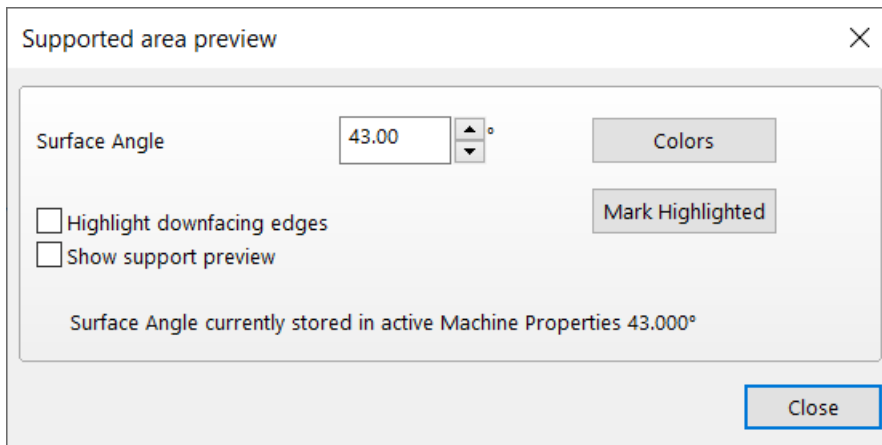 Supported area preview
Surface Angle 43.00 ° Colors
Mark Highlighted
Highlight downfacing edges
Show support preview
Surface Angle currently stored in active Machine Properties 43.000°
Close